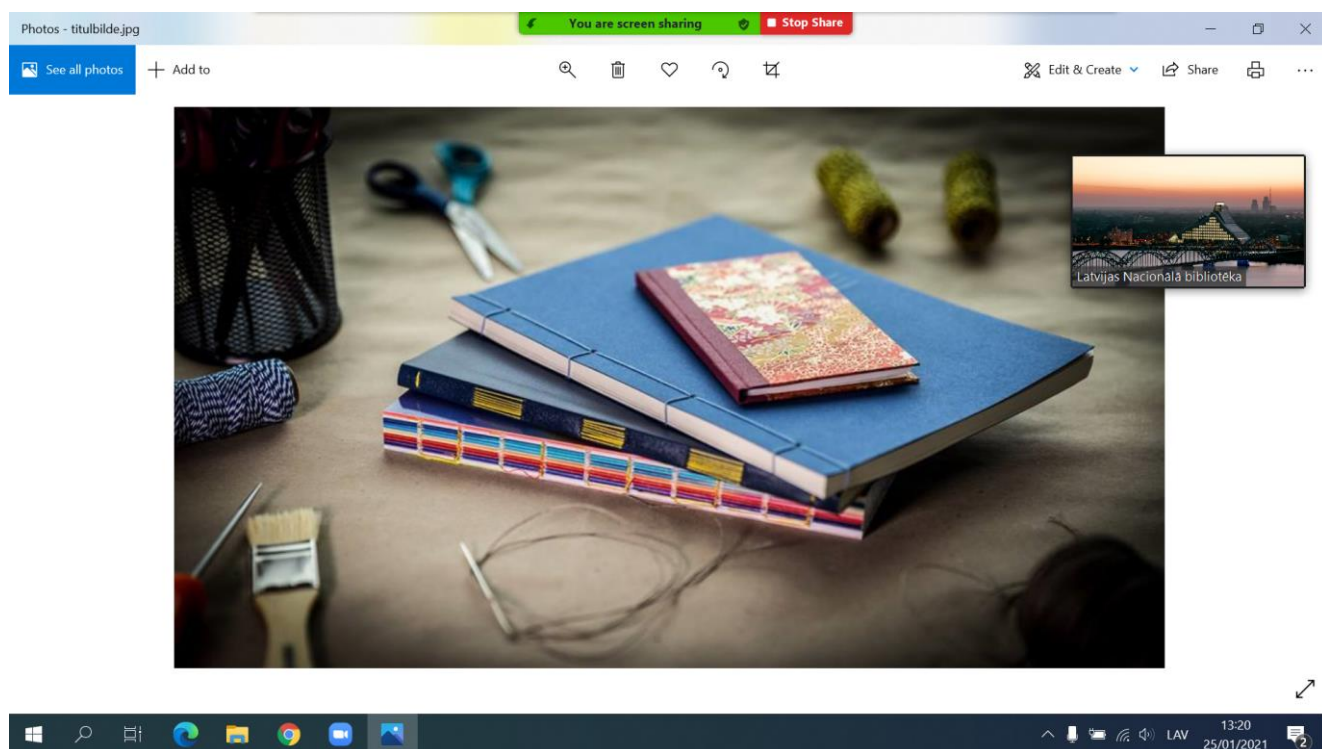 You are screen sharing
Stop Share
Photos - titulbilde.jpg
See all photos
Add to
Edit & Create
Share
Latvijas Nacionālā bibliotēka
LAV
13:20
25/01/2021
2